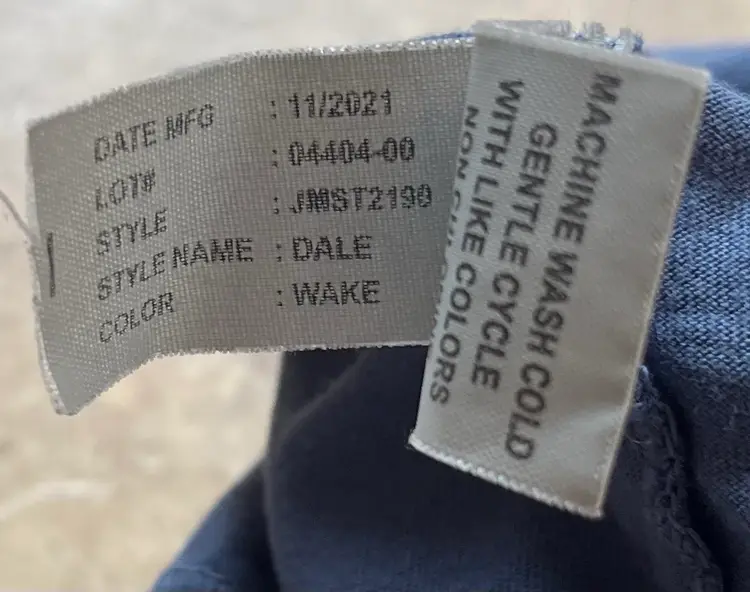 DATE MFG : 11/2021
LOT# : 04404-00
STYLE : JMST2190
STYLE NAME : DALE
COLOR : WAKE
MACHINE WASH COLD
GENTLE CYCLE
WITH LIKE COLORS
NON